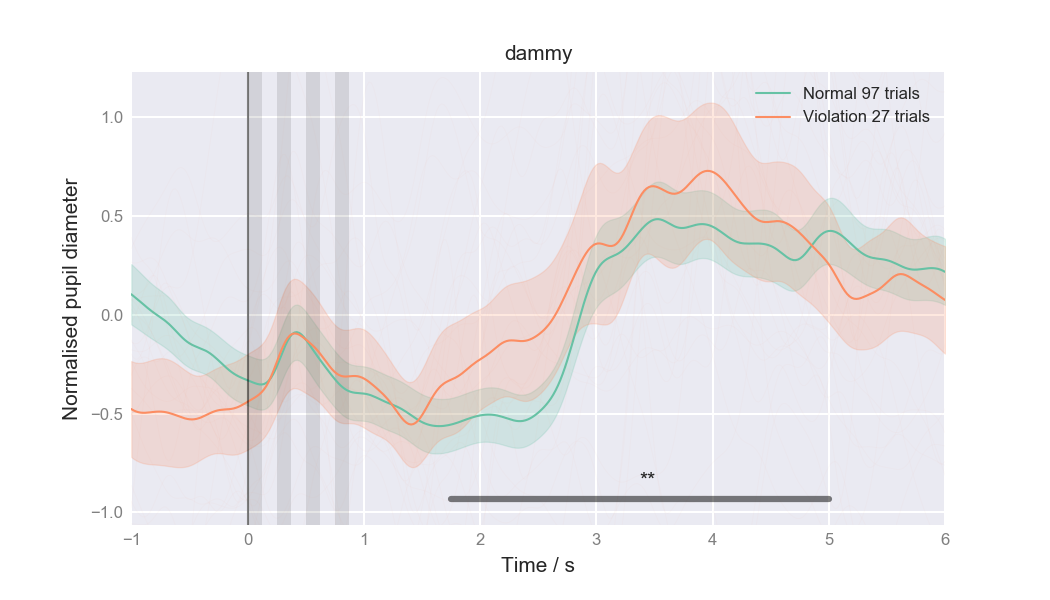 dammy
Normal 97 trials
Violation 27 trials
Normalised pupil diameter
1.0
0.5
0.0
−0.5
−1.0
**
−1 0 1 2 3 4 5 6
Time / s